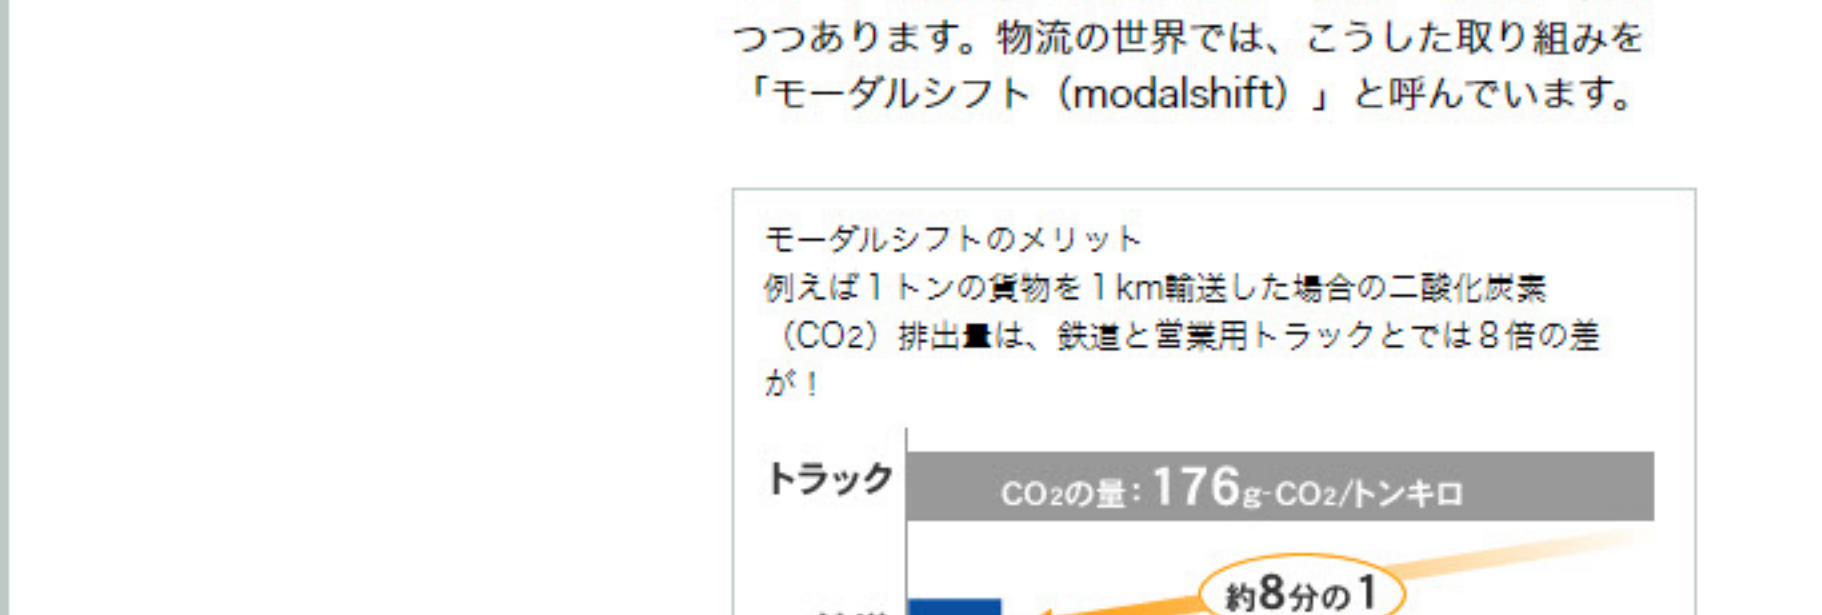 つつあります。物流の世界では、こうした取り組みを
「モーダルシフト（modalshift）」と呼んでいます。
モーダルシフトのメリット
例えば1トンの貨物を1km輸送した場合の二酸化炭素
（CO2）排出量は、鉄道と営業用トラックとでは8倍の差
が！
トラック
CO2の量：176g-CO2/トンキロ
約8分の1